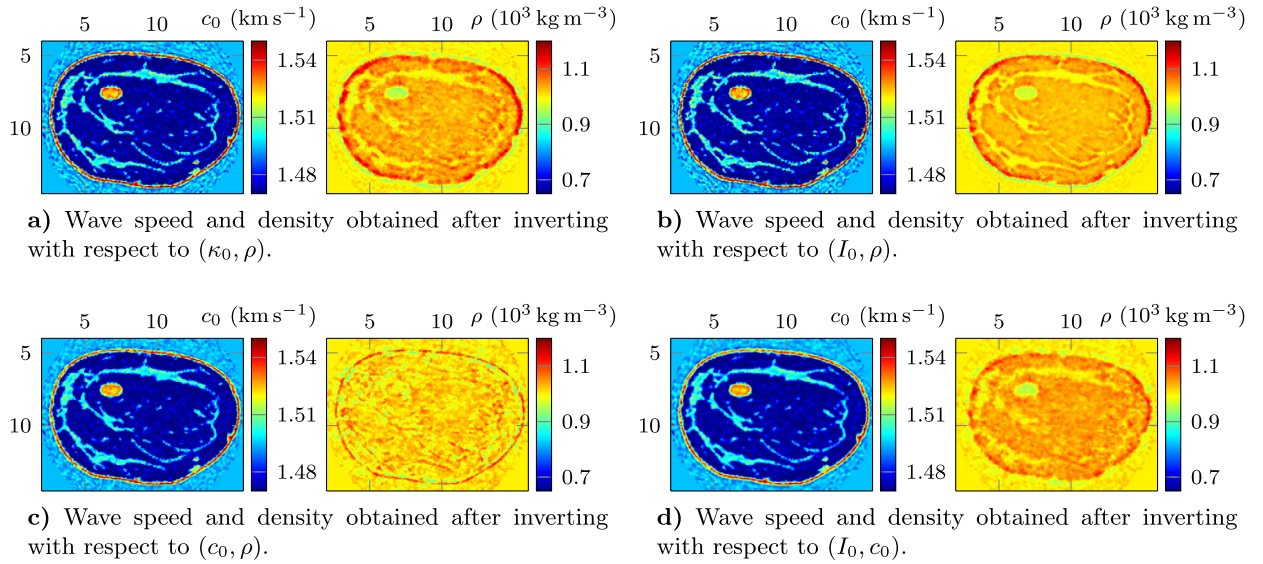 5 10 c₀ (km s⁻¹) 5 10 ρ (10³ kg m⁻³)
5 10 1.54 1.51 1.48 1.1 0.9 0.7
a) Wave speed and density obtained after inverting
with respect to (κ₀, ρ).
5 10 c₀ (km s⁻¹) 5 10 ρ (10³ kg m⁻³)
1.54 1.51 1.48 1.1 0.9 0.7
b) Wave speed and density obtained after inverting
with respect to (I₀, ρ).
5 10 c₀ (km s⁻¹) 5 10 ρ (10³ kg m⁻³)
5 10 1.54 1.51 1.48 1.1 0.9 0.7
c) Wave speed and density obtained after inverting
with respect to (c₀, ρ).
5 10 c₀ (km s⁻¹) 5 10 ρ (10³ kg m⁻³)
5 10 1.54 1.51 1.48 1.1 0.9 0.7
d) Wave speed and density obtained after inverting
with respect to (I₀, c₀).